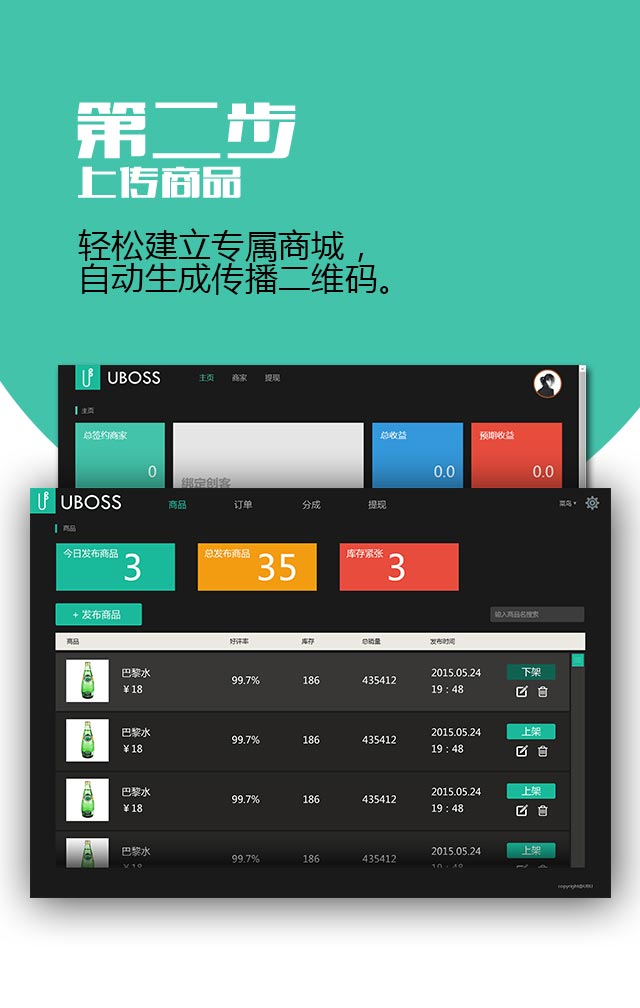 第二步
上传商品
轻松建立专属商城，
自动生成传播二维码。
UBOSS
主页 商家 提现
主页
总签约商家 总收益 预期收益
0 0.0 0.0
绑定创客
UBOSS 商品 订单 分成 提现 菜鸟
商品
今日发布商品 3 总发布商品 35 库存紧张 3
+ 发布商品 输入商品名搜索
商品 好评率 库存 总销量 发布时间
巴黎水 2015.05.24 下架
¥18 99.7% 186 435412 19：48
巴黎水 2015.05.24 上架
¥18 99.7% 186 435412 19：48
巴黎水 2015.05.24 上架
¥18 99.7% 186 435412 19：48
巴黎水 2015.05.24 上架
¥18 99.7% 186 435412 19：48